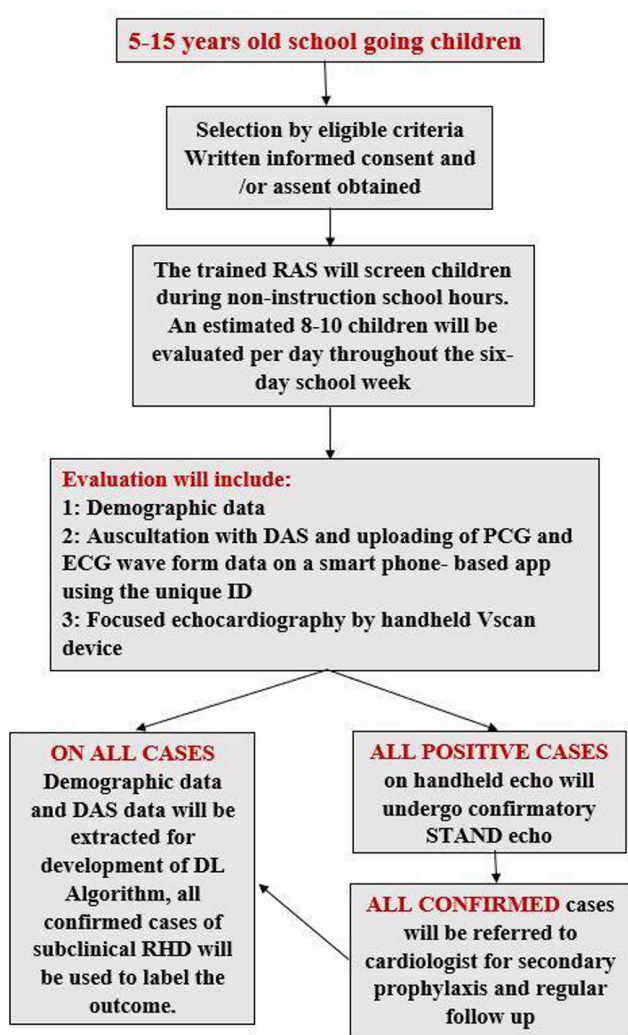 5-15 years old school going children
Selection by eligible criteria
Written informed consent and
/or assent obtained
The trained RAS will screen children
during non-instruction school hours.
An estimated 8-10 children will be
evaluated per day throughout the six-
day school week
Evaluation will include:
1: Demographic data
2: Auscultation with DAS and uploading of PCG and
ECG wave form data on a smart phone- based app
using the unique ID
3: Focused echocardiography by handheld Vscan
device
ON ALL CASES
Demographic data
and DAS data will be
extracted for
development of DL
Algorithm, all
confirmed cases of
subclinical RHD will
be used to label the
outcome.
ALL POSITIVE CASES
on handheld echo will
undergo confirmatory
STAND echo
ALL CONFIRMED cases
will be referred to
cardiologist for secondary
prophylaxis and regular
follow up